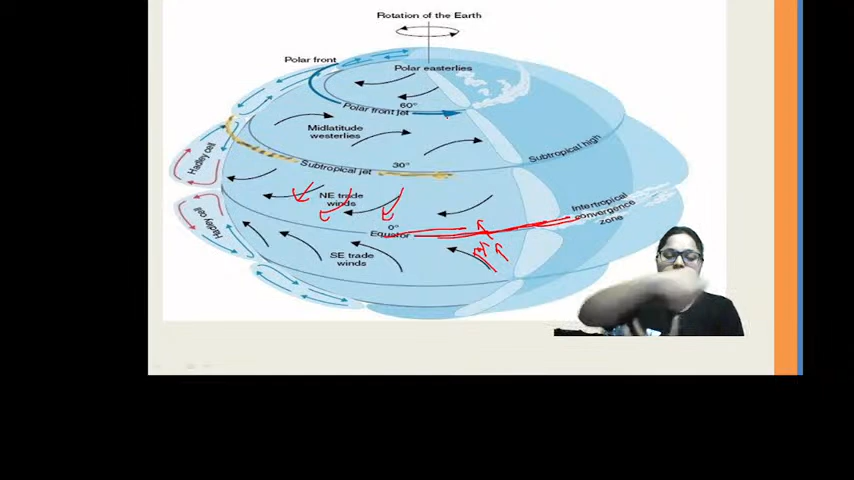 Rotation of the Earth
Polar front
Polar easterlies
60°
Polar front jet
Midlatitude
westerlies
Hadley cell
30°
Subtropical jet
Subtropical high
NE trade
winds
Intertropical
convergence
zone
0°
Equator
Hadley cell
SE trade
winds